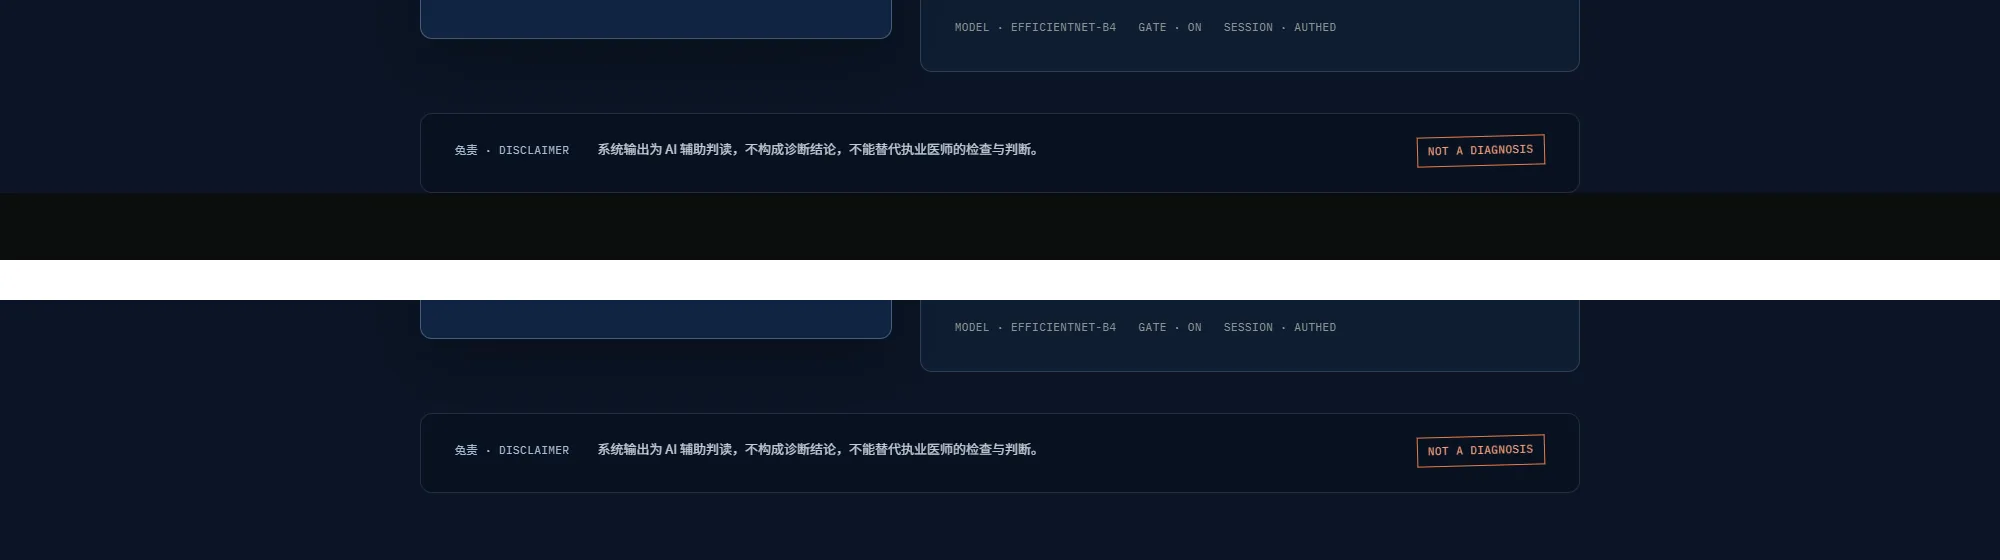 MODEL · EFFICIENTNET-B4 GATE · ON SESSION · AUTHED
免责 · DISCLAIMER 系统输出为 AI 辅助判读，不构成诊断结论，不能替代执业医师的检查与判断。 NOT A DIAGNOSIS
MODEL · EFFICIENTNET-B4 GATE · ON SESSION · AUTHED
免责 · DISCLAIMER 系统输出为 AI 辅助判读，不构成诊断结论，不能替代执业医师的检查与判断。 NOT A DIAGNOSIS